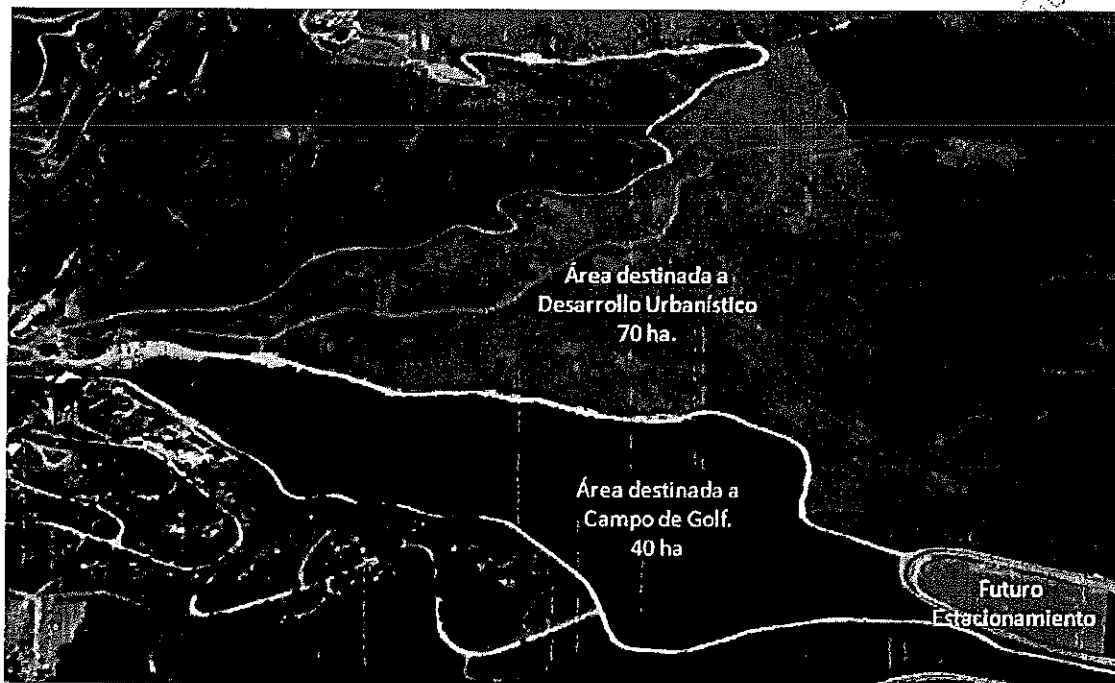 Área destinada a
Desarrollo Urbanístico
70 ha.
Área destinada a
Campo de Golf.
40 ha
Futuro
Estacionamiento